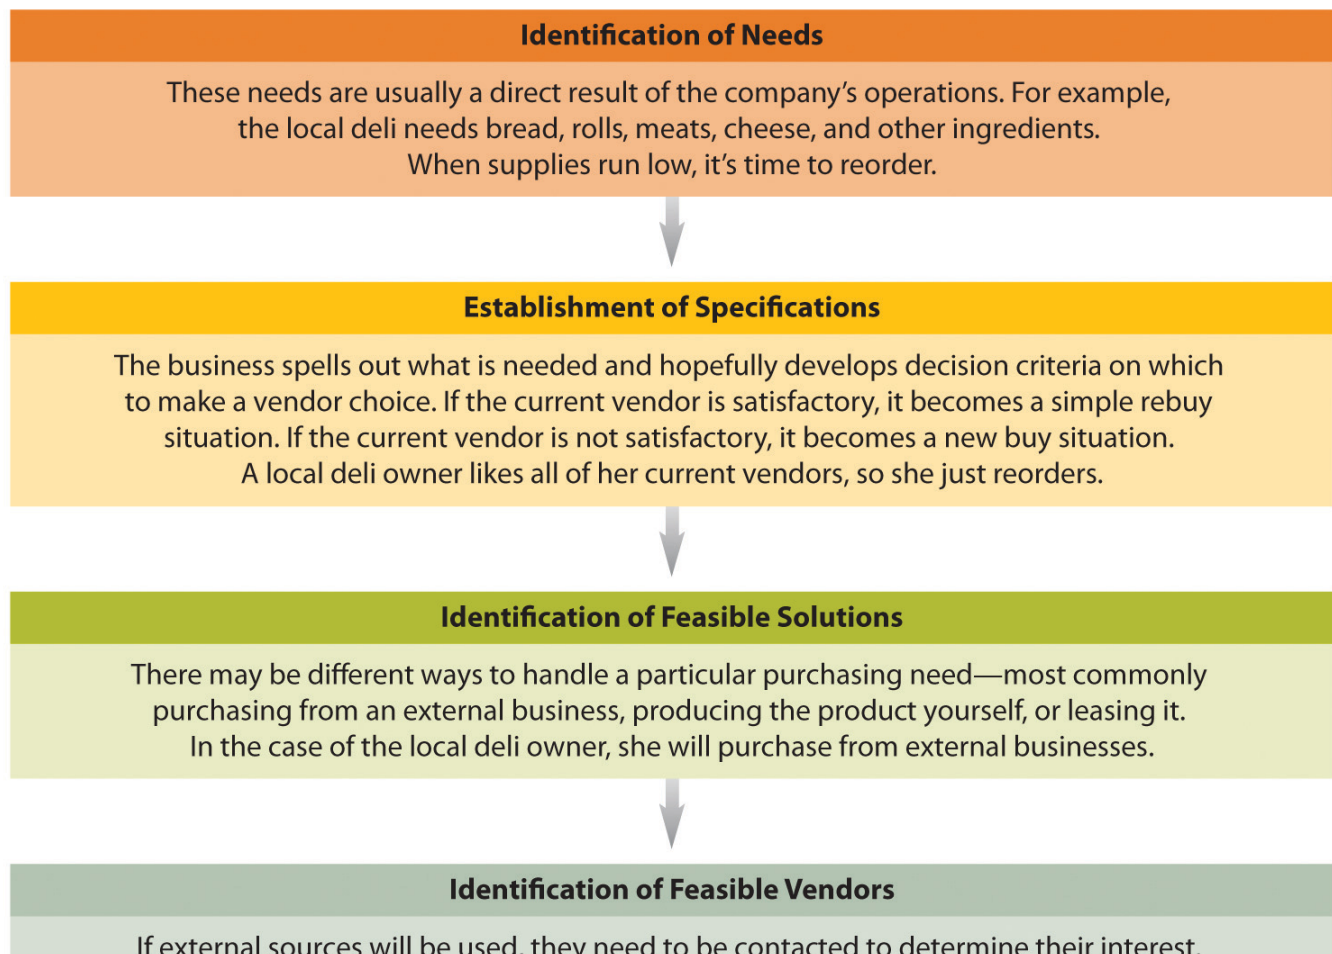 Identification of Needs
These needs are usually a direct result of the company’s operations. For example,
the local deli needs bread, rolls, meats, cheese, and other ingredients.
When supplies run low, it’s time to reorder.
Establishment of Specifications
The business spells out what is needed and hopefully develops decision criteria on which
to make a vendor choice. If the current vendor is satisfactory, it becomes a simple rebuy
situation. If the current vendor is not satisfactory, it becomes a new buy situation.
A local deli owner likes all of her current vendors, so she just reorders.
Identification of Feasible Solutions
There may be different ways to handle a particular purchasing need—most commonly
purchasing from an external business, producing the product yourself, or leasing it.
In the case of the local deli owner, she will purchase from external businesses.
Identification of Feasible Vendors
If external sources will be used, they need to be contacted to determine their interest.